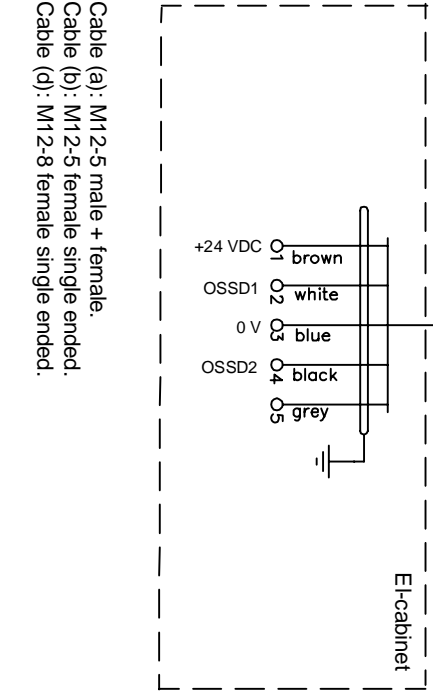 Cable (a): M12-5 male + female.
Cable (b): M12-5 female single ended.
Cable (d): M12-8 female single ended.
+24 VDC 1 brown
OSSD1 2 white
0 V 3 blue
OSSD2 4 black
5 grey
El-cabinet